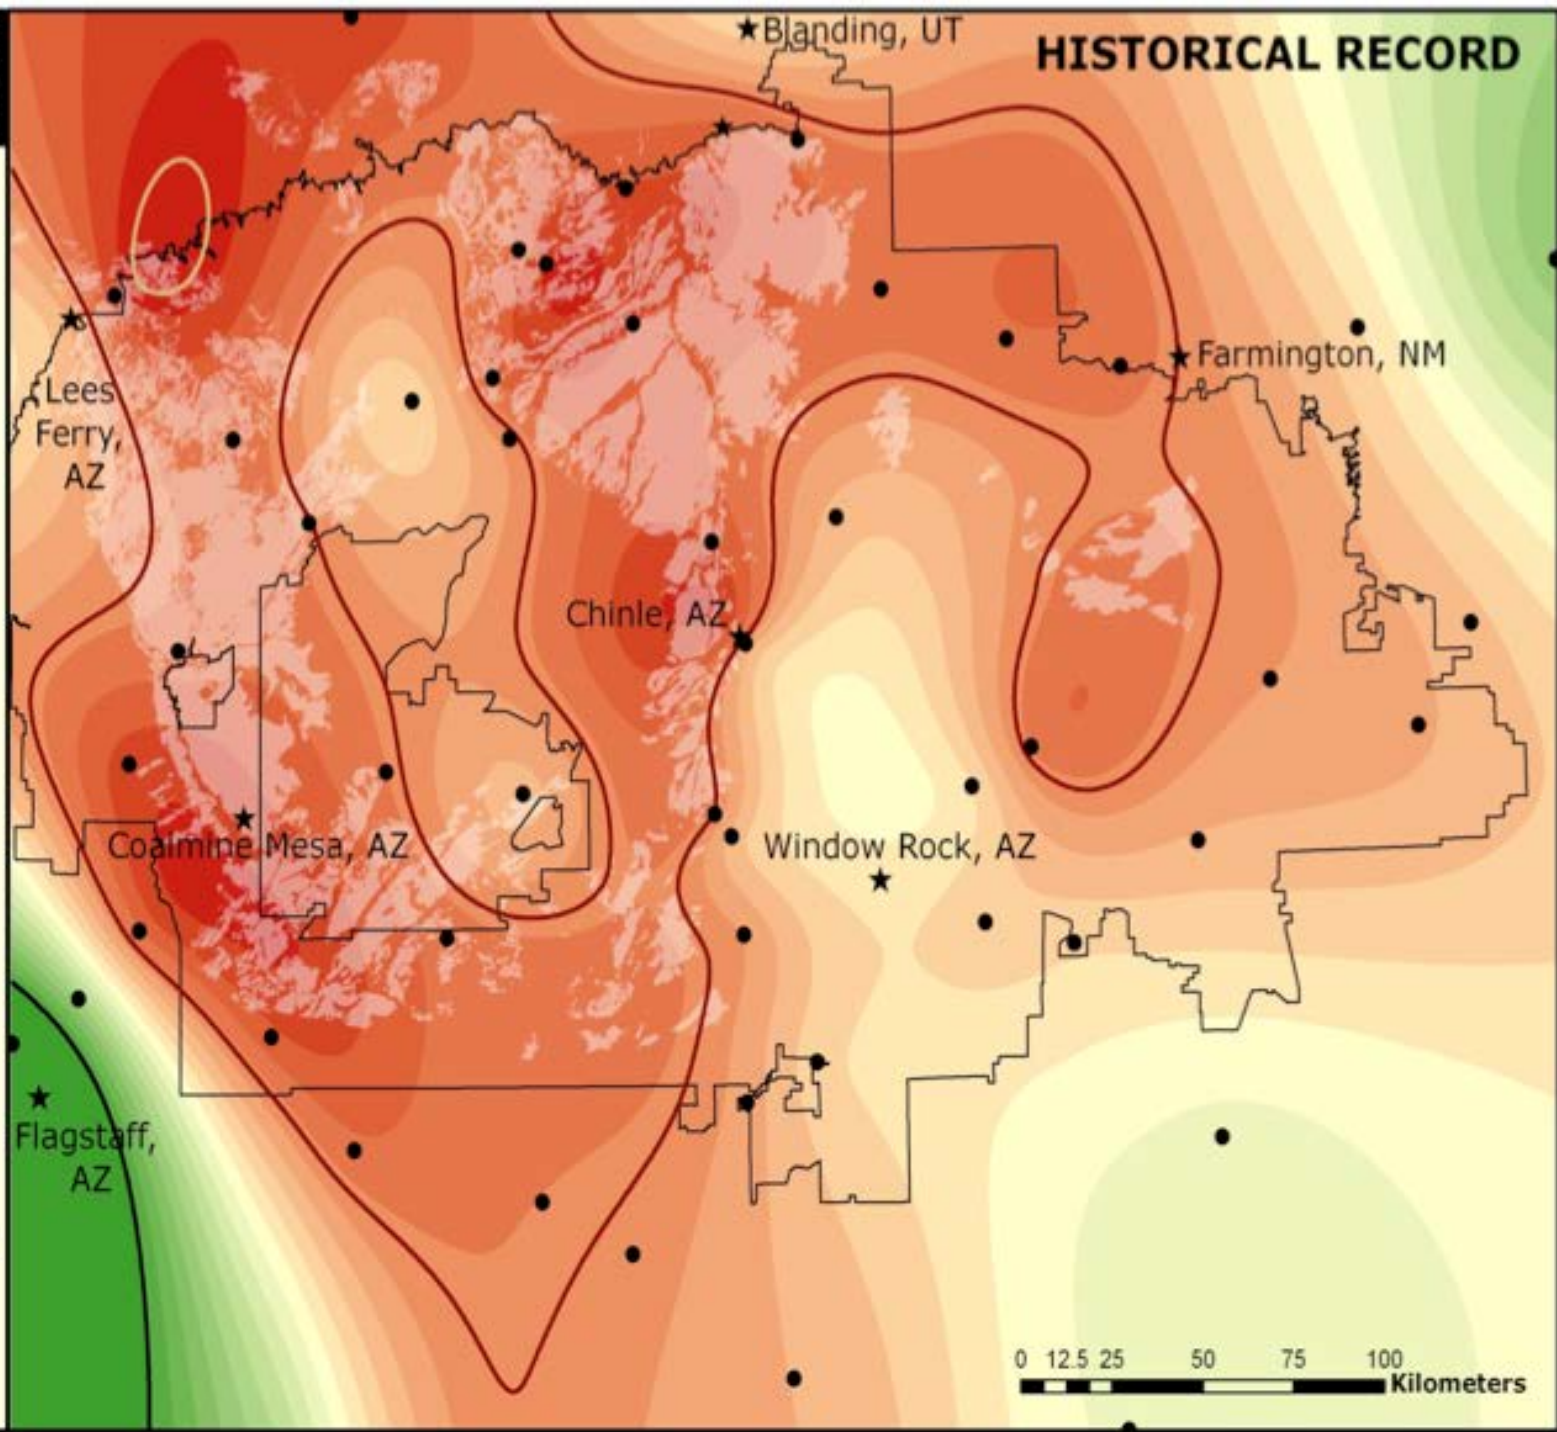 Blanding, UT
HISTORICAL RECORD
Farmington, NM
Lees
Ferry,
AZ
Chinle, AZ
Coalmine Mesa, AZ
Window Rock, AZ
Flagstaff,
AZ
0 12.5 25 50 75 100
Kilometers